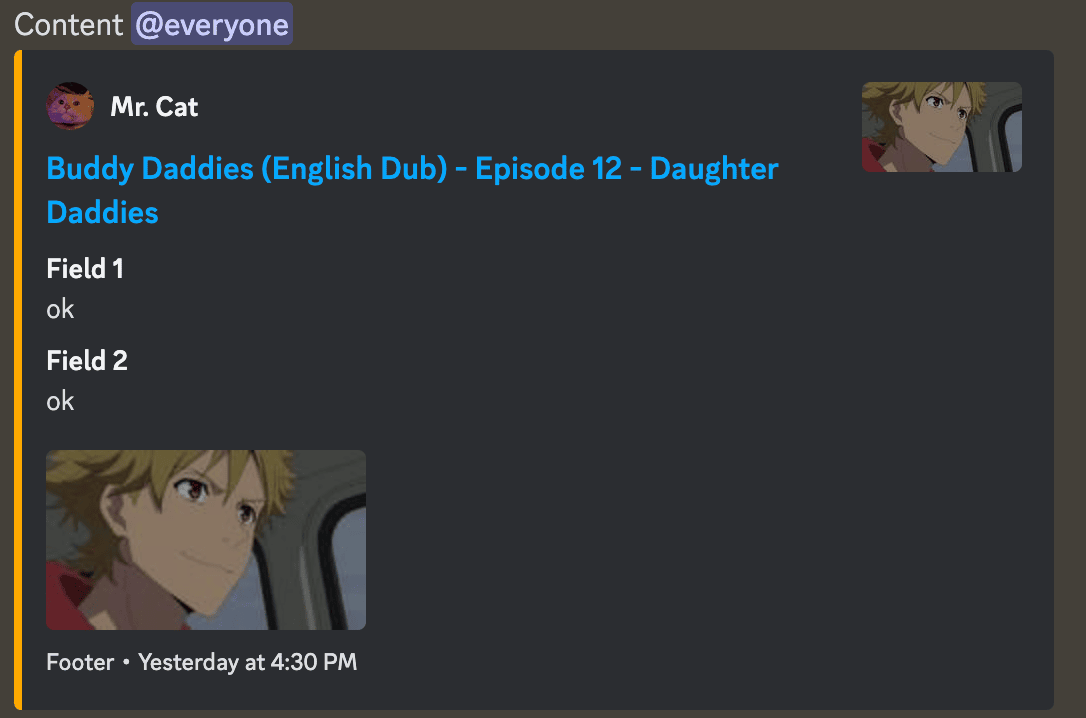 Content @everyone
Mr. Cat
Buddy Daddies (English Dub) - Episode 12 - Daughter
Daddies
Field 1
ok
Field 2
ok
Footer • Yesterday at 4:30 PM